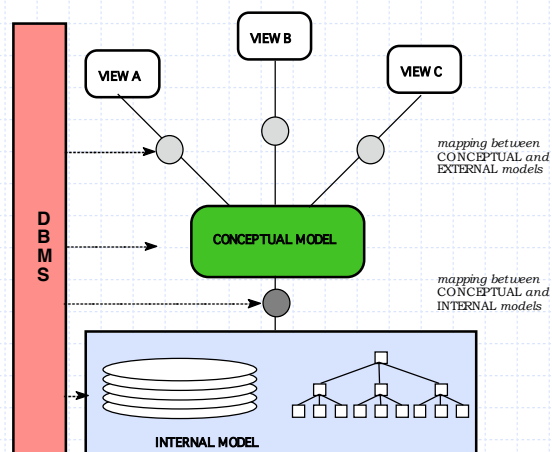 VIEW B
VIEW A
VIEW C
mapping between
CONCEPTUAL and
EXTERNAL models
D
B
M
S
CONCEPTUAL MODEL
mapping between
CONCEPTUAL and
INTERNAL models
INTERNAL MODEL